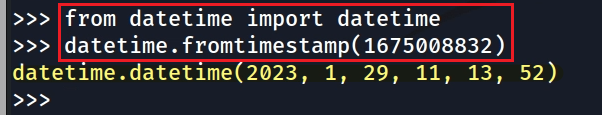 >>> from datetime import datetime
>>> datetime.fromtimestamp(1675008832)
datetime.datetime(2023, 1, 29, 11, 13, 52)
>>>